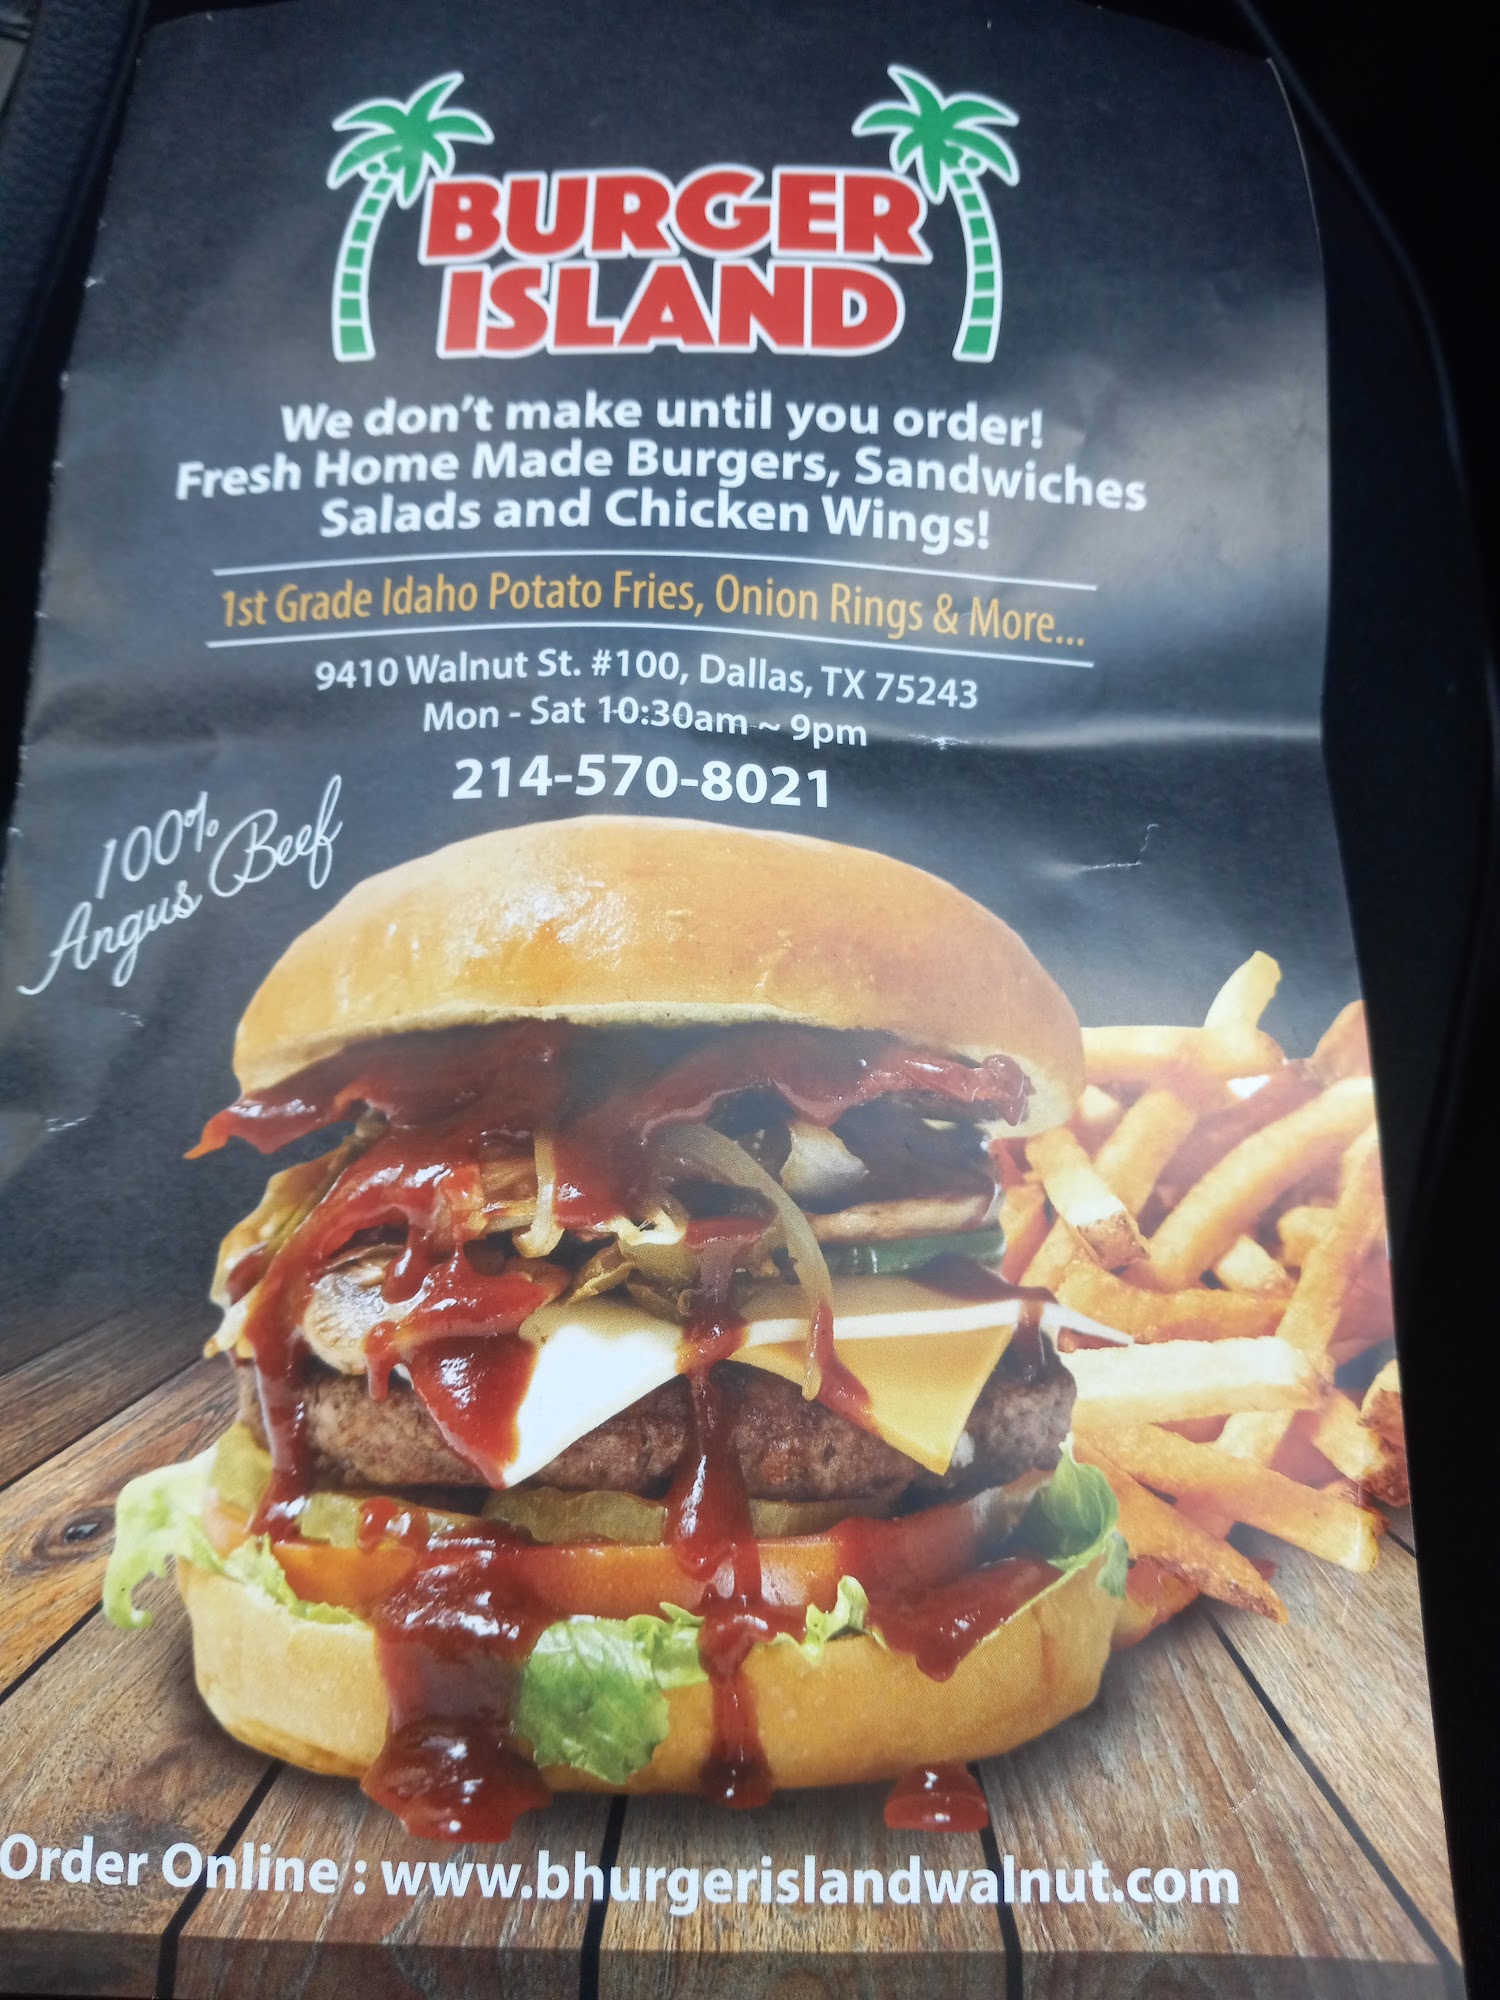 BURGER
ISLAND
We don't make until you order!
Fresh Home Made Burgers, Sandwiches
Salads and Chicken Wings!
1st Grade Idaho Potato Fries, Onion Rings & More...
9410 Walnut St. #100, Dallas, TX 75243
Mon - Sat 10:30am ~ 9pm
214-570-8021
100%
Angus Beef
Order Online : www.bhurgerislandwalnut.com